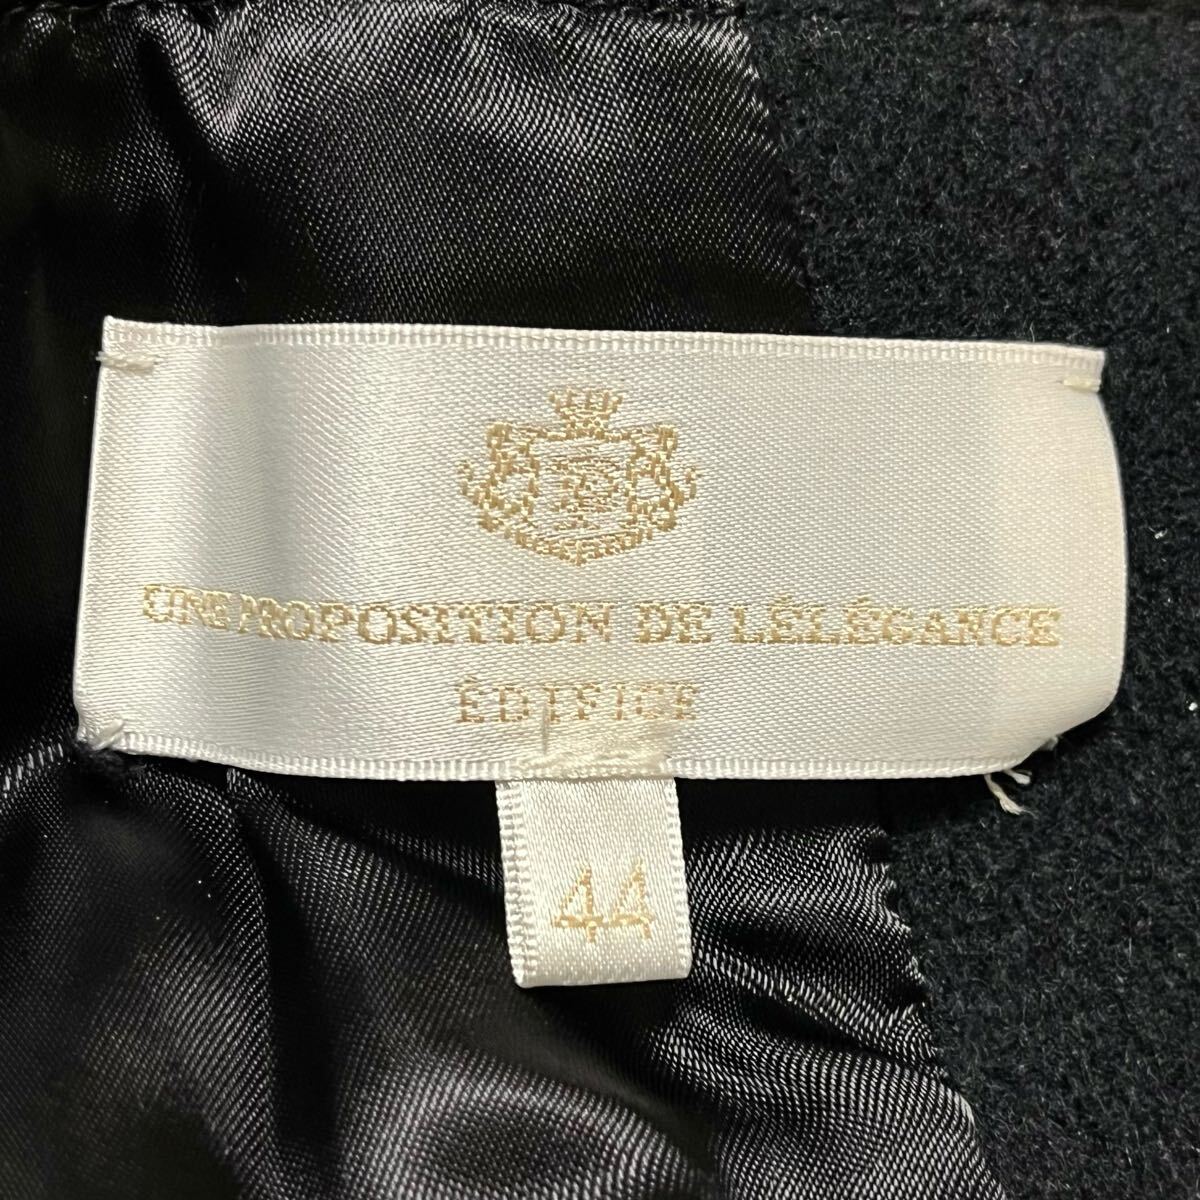 UNE PROPOSITION DE LÉLÉGANCE
ÉDIFICE
44